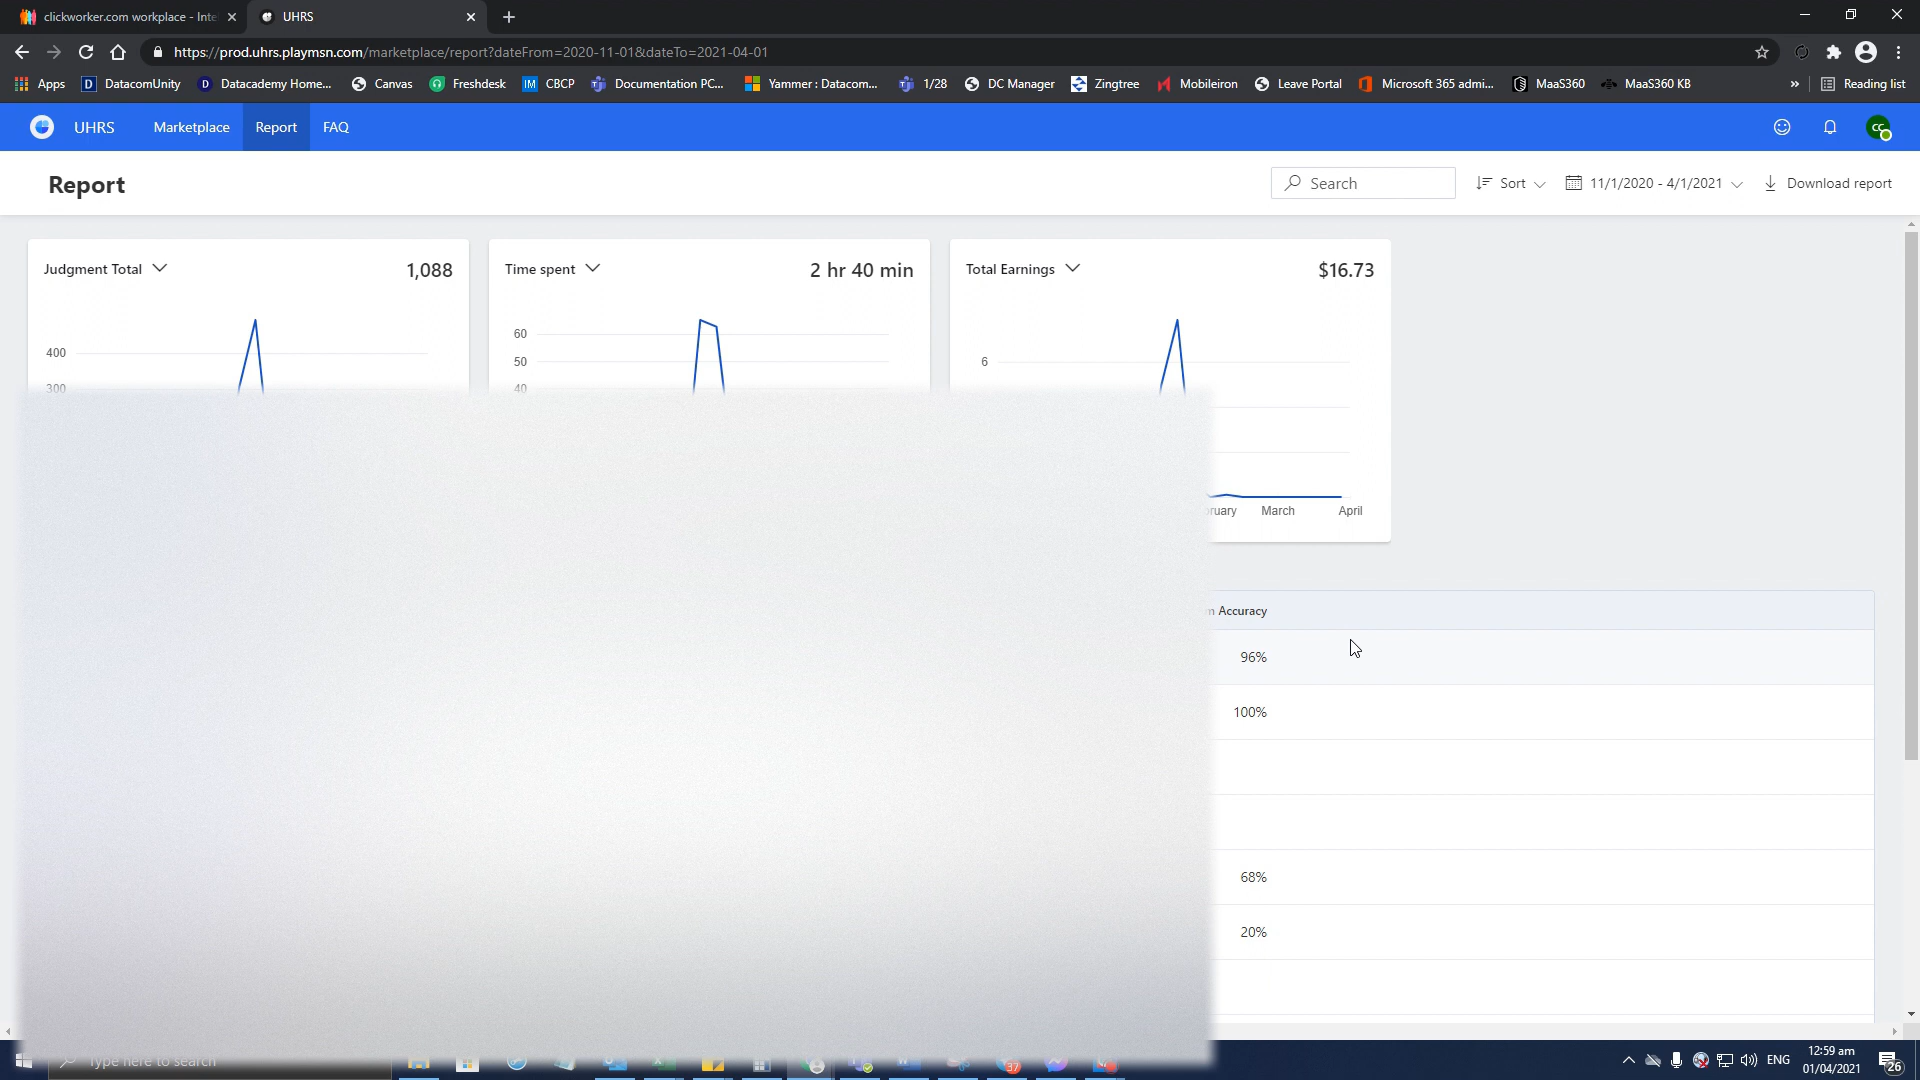 clickworker.com workplace - Inte
UHRS
https://prod.uhrs.playmsn.com/marketplace/report?dateFrom=2020-11-01&dateTo=2021-04-01
Apps DatacomUnity Datacademy Home... Canvas Freshdesk CBCP Documentation PC... Yammer : Datacom... 1/28 DC Manager Zingtree Mobileiron Leave Portal Microsoft 365 admi... MaaS360 MaaS360 KB » Reading list
UHRS Marketplace Report FAQ CC
Report
Search Sort 11/1/2020 - 4/1/2021 Download report
Judgment Total 1,088
400
300
Time spent 2 hr 40 min
60
50
40
Total Earnings $16.73
6
ruary March April
m Accuracy
96%
100%
68%
20%
Type here to search
37
ENG
12:59 am
01/04/2021
26